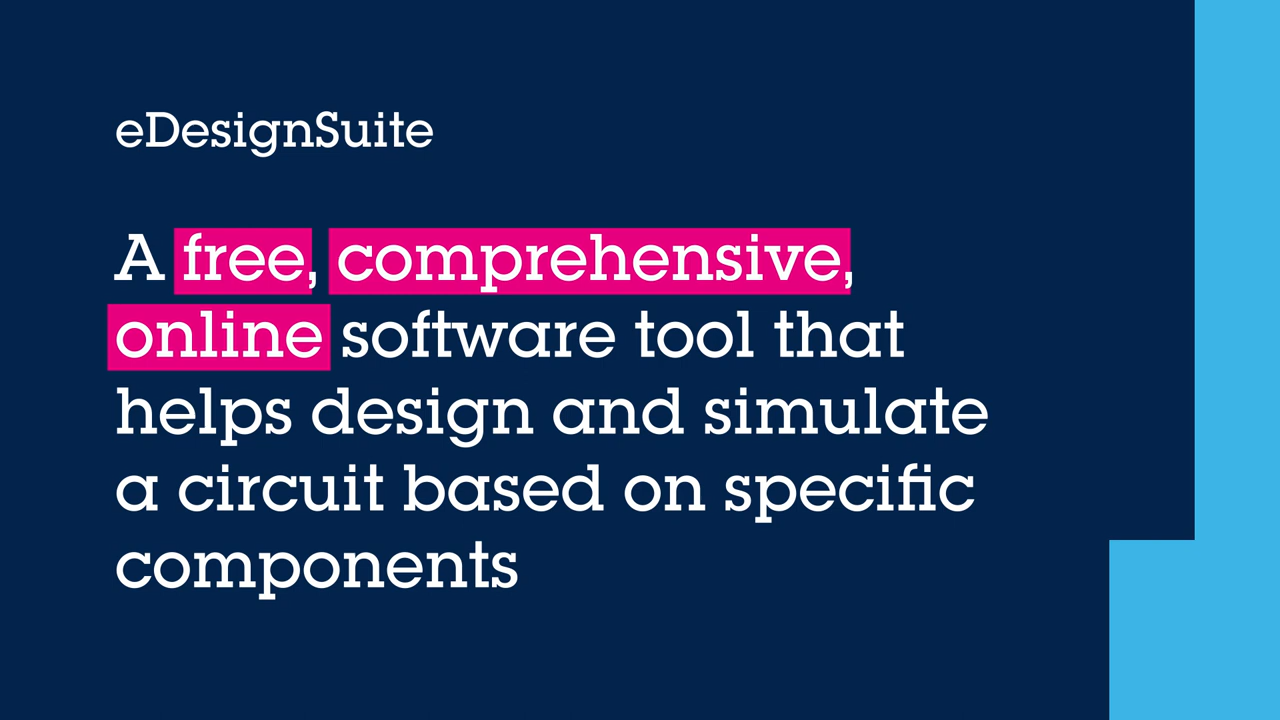 eDesignSuite
A free, comprehensive,
online software tool that
helps design and simulate
a circuit based on specific
components